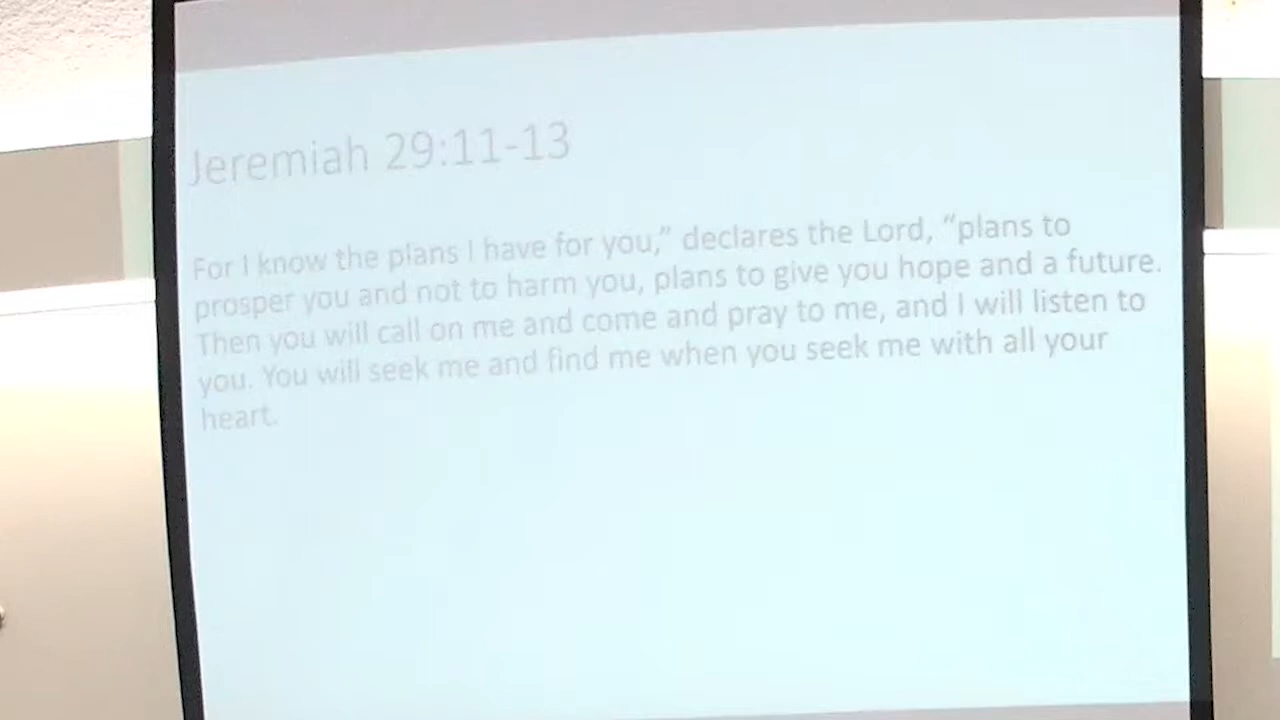 Jeremiah 29:11-13
For I know the plans I have for you,” declares the Lord, “plans to
prosper you and not to harm you, plans to give you hope and a future.
Then you will call on me and come and pray to me, and I will listen to
you. You will seek me and find me when you seek me with all your
heart.